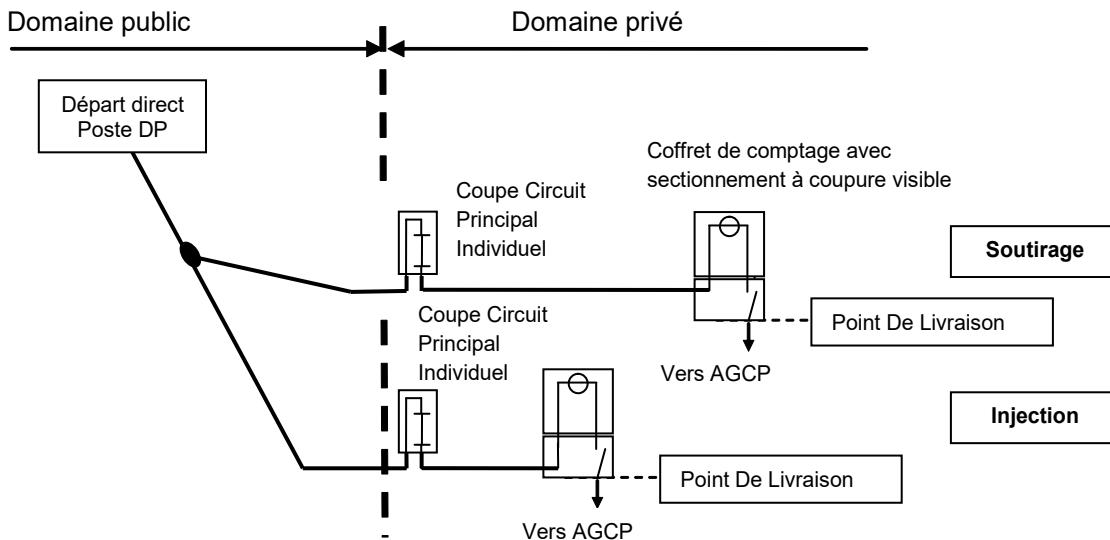 Domaine public
Domaine privé
Départ direct
Poste DP
Coffret de comptage avec
sectionnement à coupure visible
Coupe Circuit
Principal
Individuel
Soutirage
Point De Livraison
Vers AGCP
Coupe Circuit
Principal
Individuel
Injection
Point De Livraison
Vers AGCP